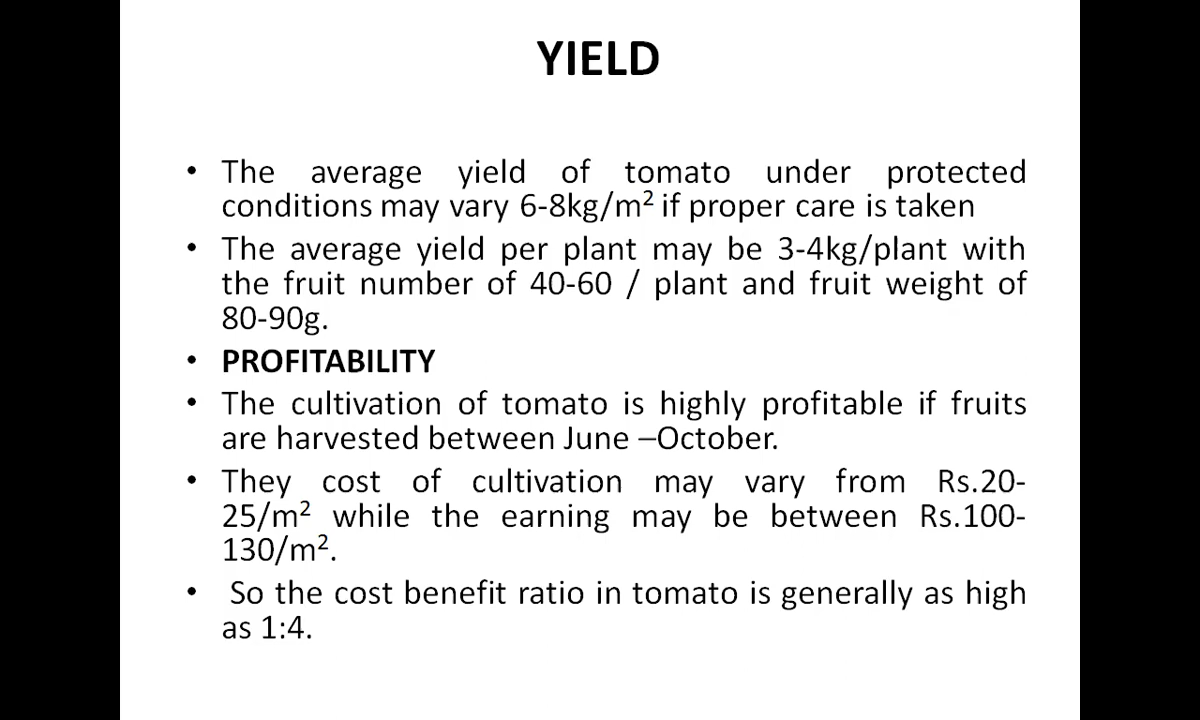 YIELD
• The average yield of tomato under protected
conditions may vary 6-8kg/m² if proper care is taken
• The average yield per plant may be 3-4kg/plant with
the fruit number of 40-60 / plant and fruit weight of
80-90g.
• PROFITABILITY
• The cultivation of tomato is highly profitable if fruits
are harvested between June –October.
• They cost of cultivation may vary from Rs.20-
25/m² while the earning may be between Rs.100-
130/m².
• So the cost benefit ratio in tomato is generally as high
as 1:4.